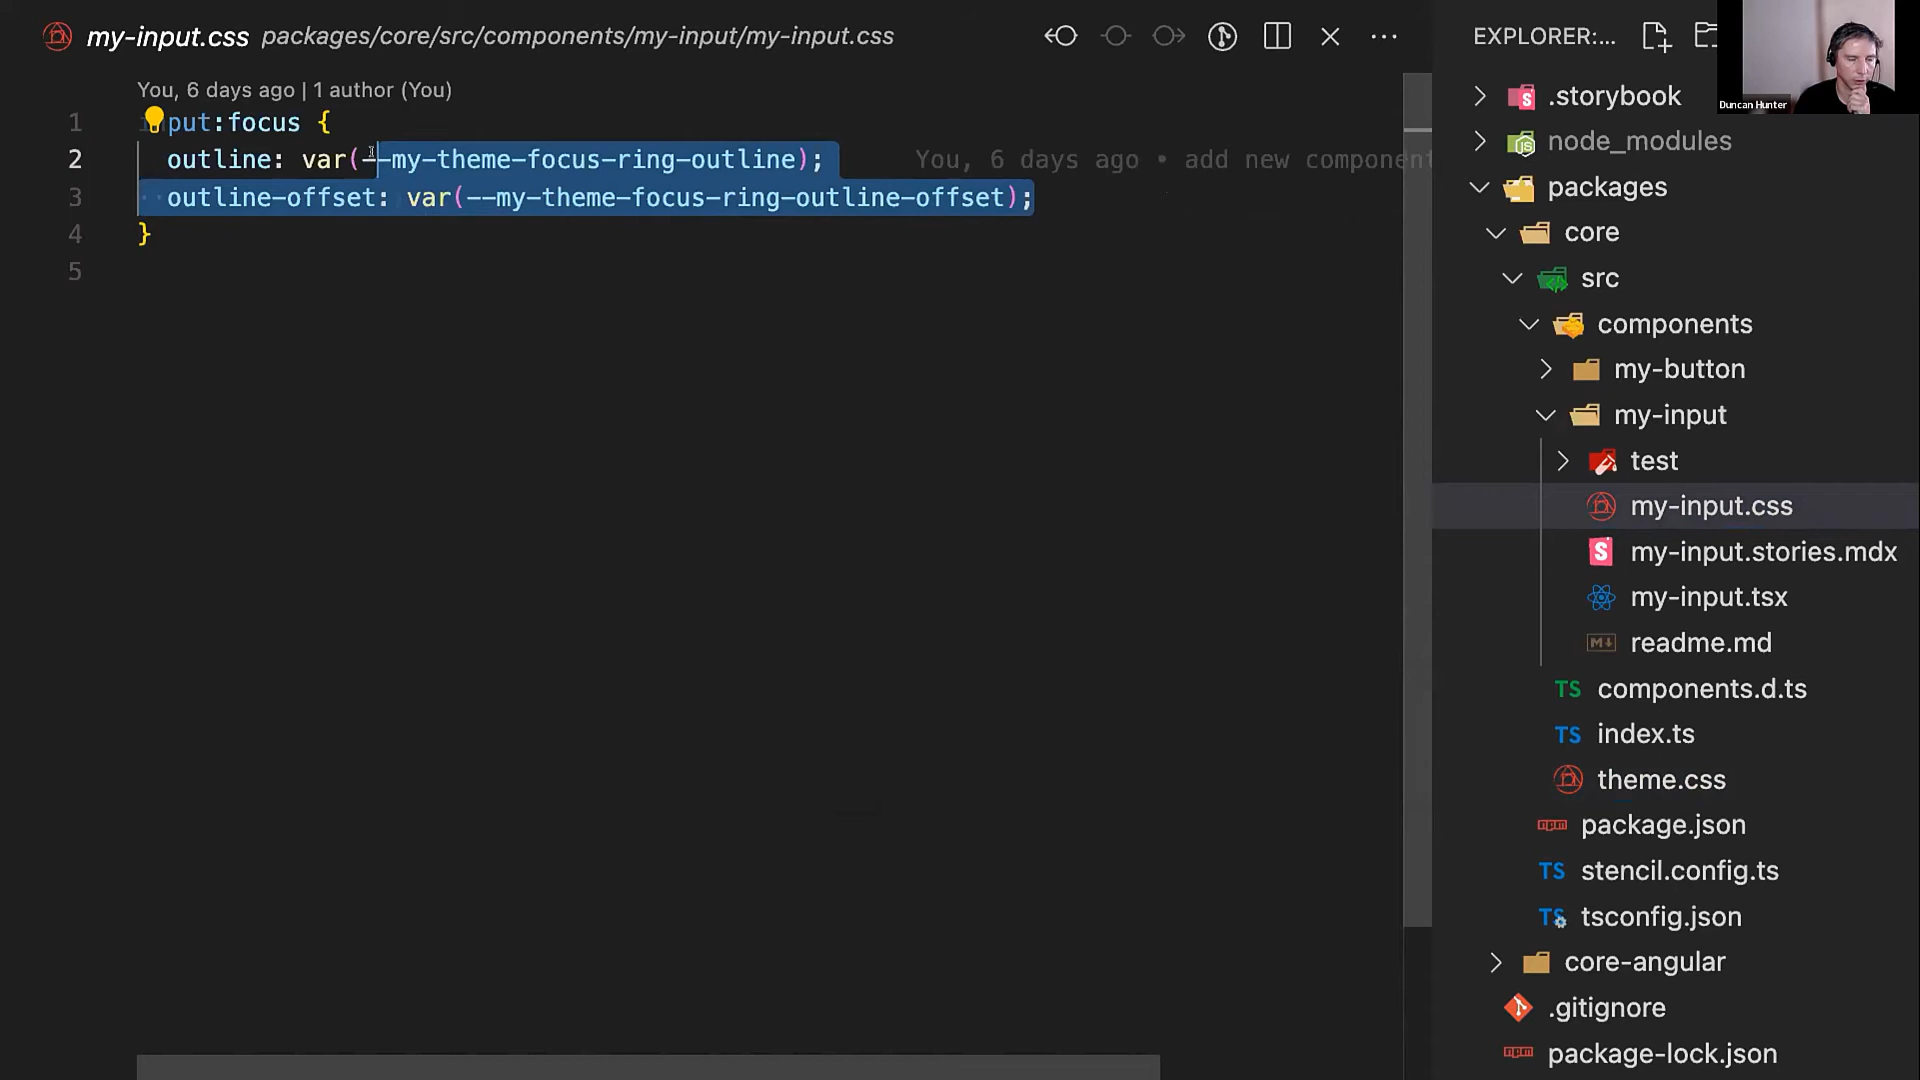 my-input.css packages/core/src/components/my-input/my-input.css
You, 6 days ago | 1 author (You)
1 input:focus {
2 outline: var(--my-theme-focus-ring-outline); You, 6 days ago • add new component
3 outline-offset: var(--my-theme-focus-ring-outline-offset);
4 }
5
EXPLORER:...
Duncan Hunter
.storybook
node_modules
packages
core
src
components
my-button
my-input
test
my-input.css
my-input.stories.mdx
my-input.tsx
readme.md
TS components.d.ts
TS index.ts
theme.css
package.json
TS stencil.config.ts
TS tsconfig.json
core-angular
.gitignore
package-lock.json